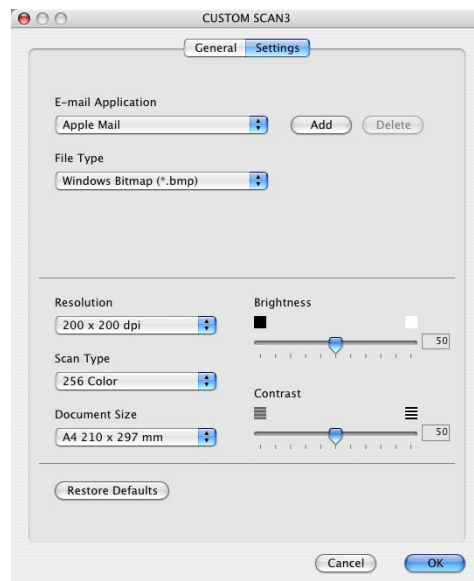 CUSTOM SCAN3
General Settings
E-mail Application
Apple Mail Add Delete
File Type
Windows Bitmap (*.bmp)
Resolution Brightness
200 x 200 dpi 50
Scan Type
256 Color
Contrast
Document Size
A4 210 x 297 mm 50
Restore Defaults
Cancel OK